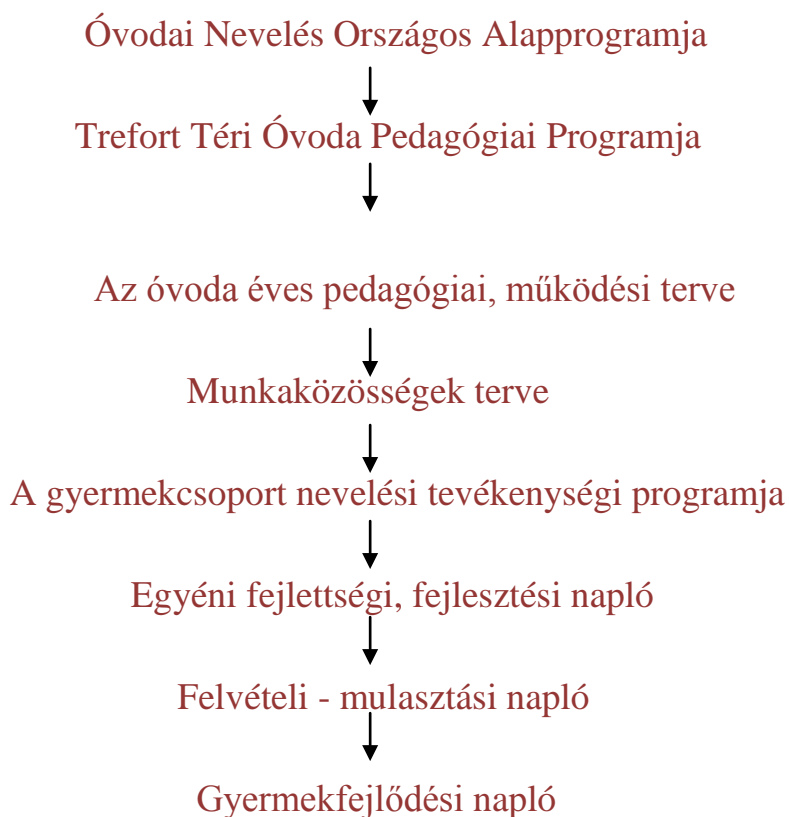 Óvodai Nevelés Országos Alapprogramja
Trefort Téri Óvoda Pedagógiai Programja
Az óvoda éves pedagógiai, működési terve
Munkaközösségek terve
A gyermekcsoport nevelési tevékenységi programja
Egyéni fejlettségi, fejlesztési napló
Felvételi - mulasztási napló
Gyermekfejlődési napló